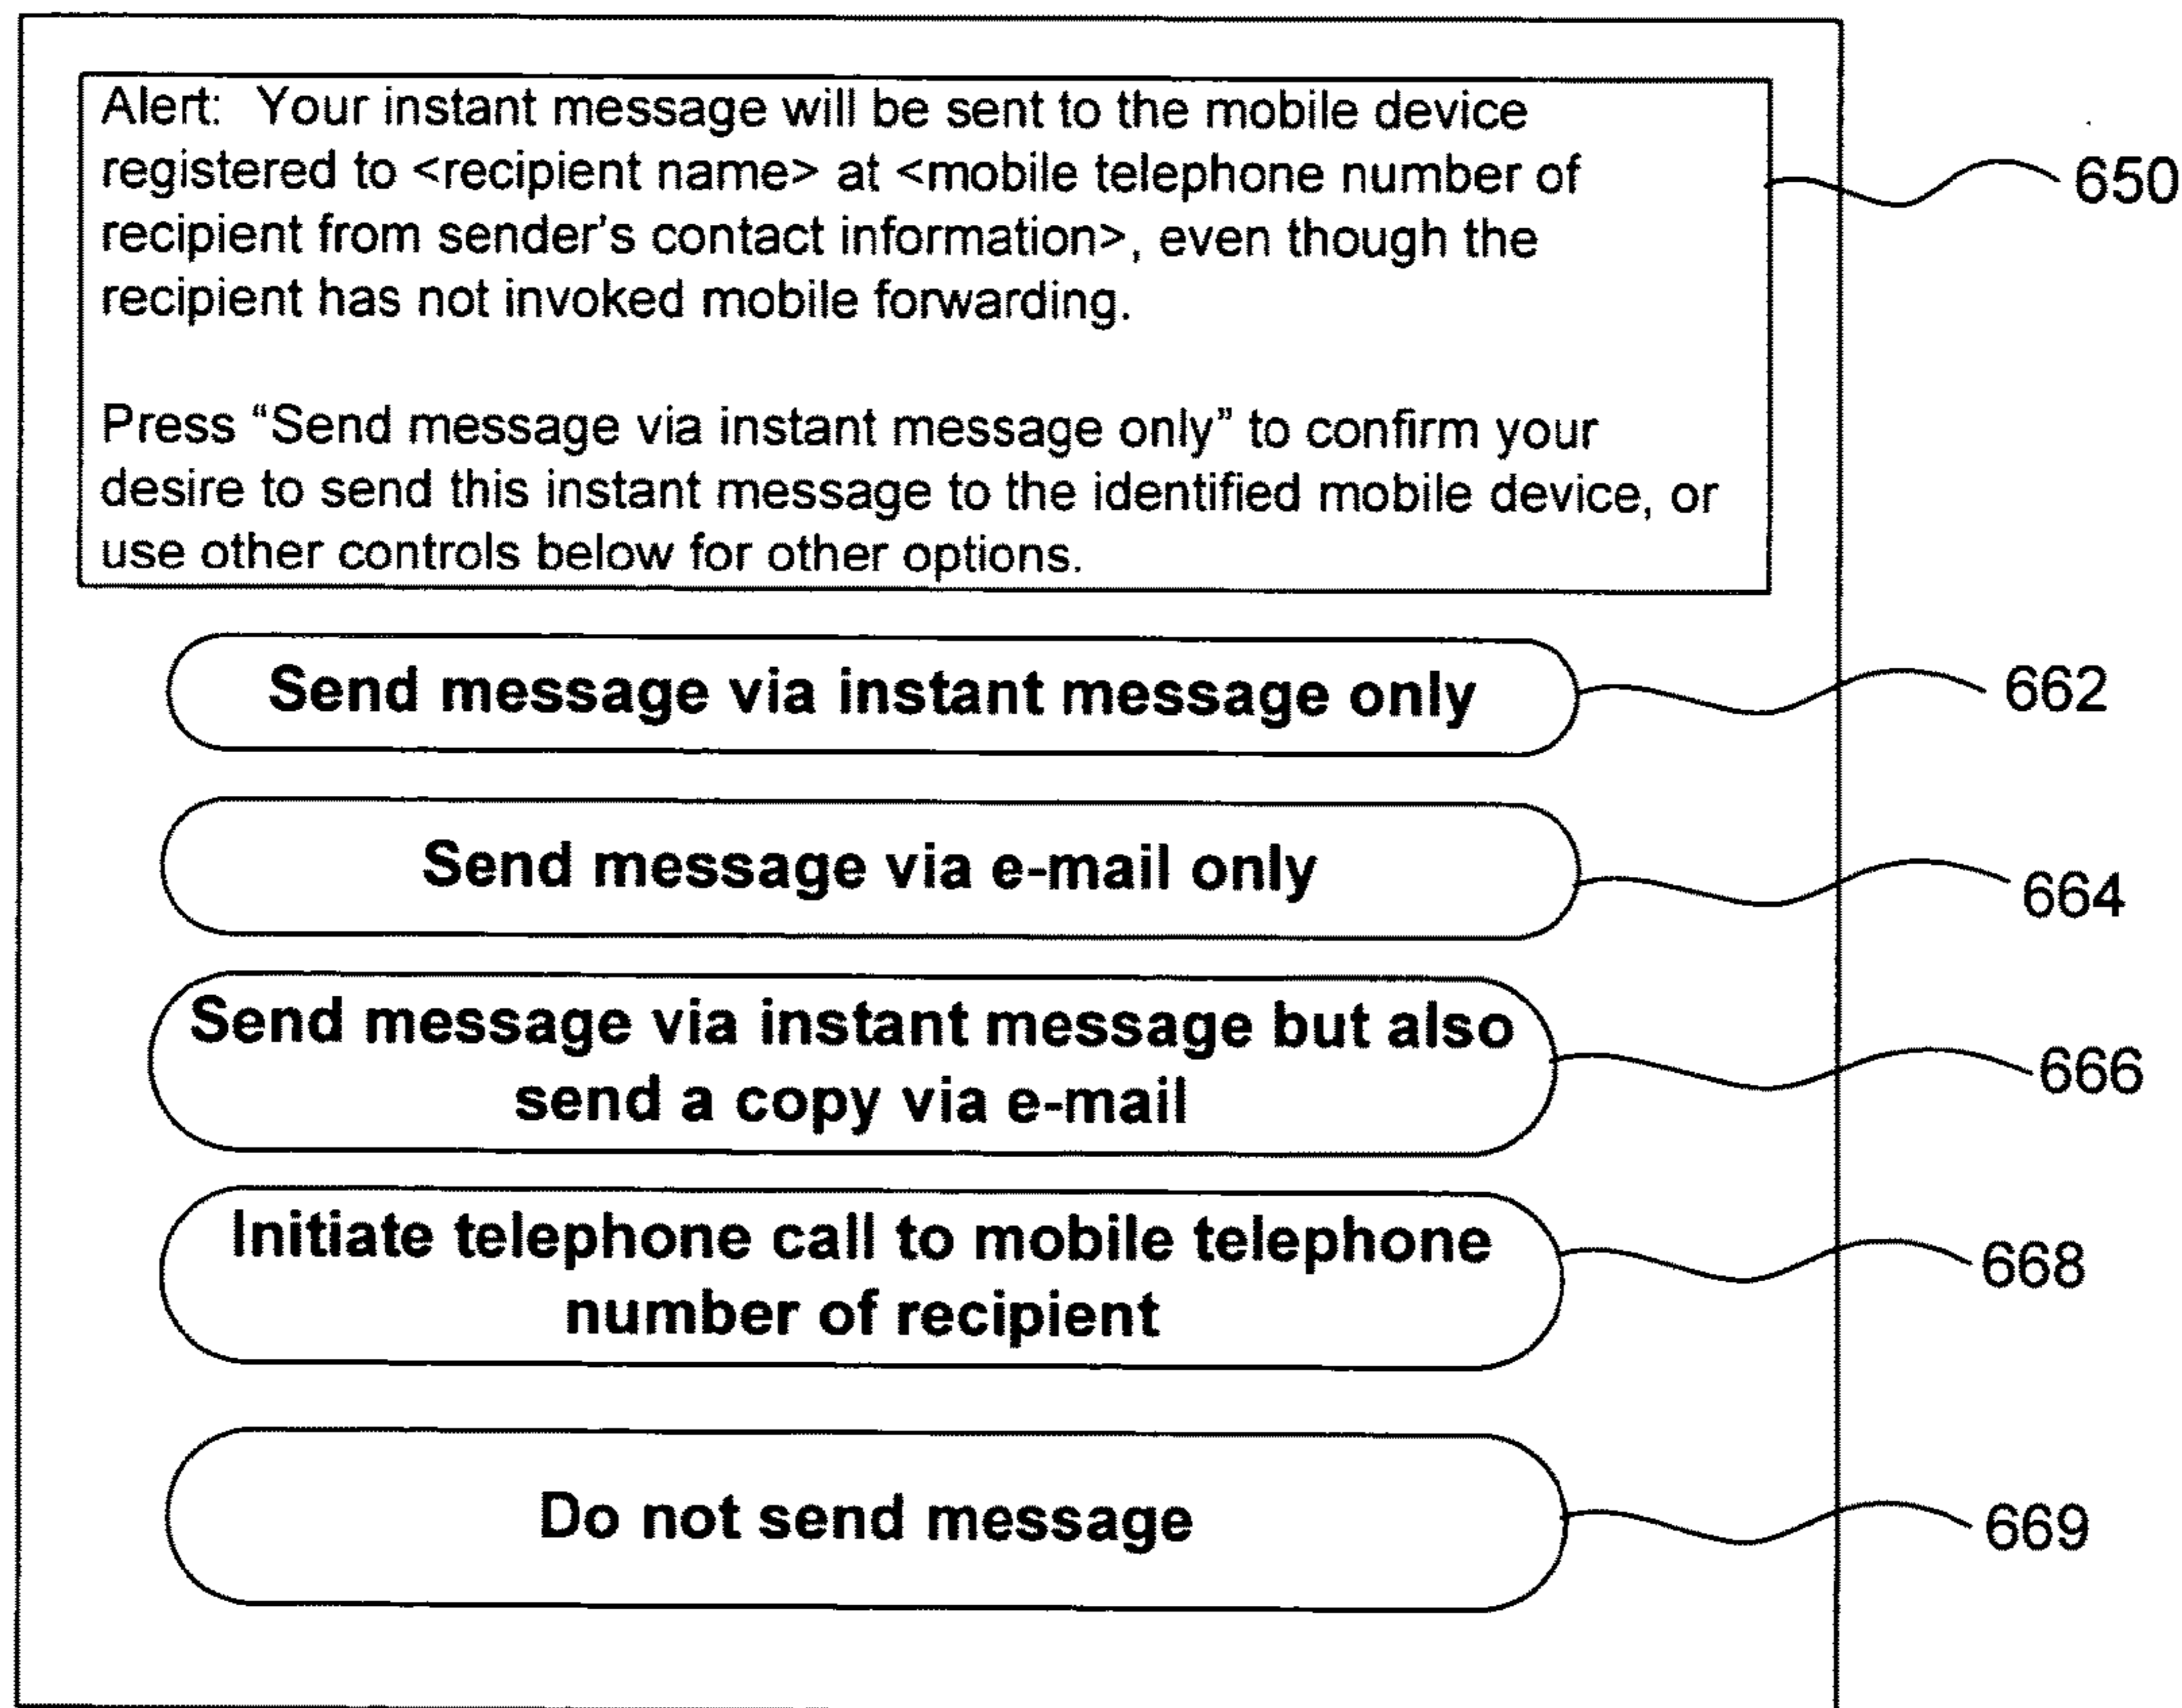 Alert:  Your instant message will be sent to the mobile device
registered to <recipient name> at <mobile telephone number of
recipient from sender's contact information>, even though the
recipient has not invoked mobile forwarding.
Press “Send message via instant message only” to confirm your
desire to send this instant message to the identified mobile device, or
use other controls below for other options.
650
Send message via instant message only
662
Send message via e-mail only
664
Send message via instant message but also
send a copy via e-mail
666
Initiate telephone call to mobile telephone
number of recipient
668
Do not send message
669